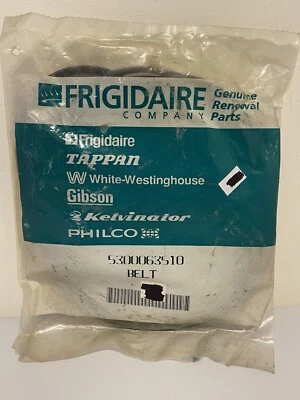 FRIGIDAIRE
COMPANY
Genuine
Renewal
Parts
Frigidaire
TAPPAN
White-Westinghouse
Gibson
Kelvinator
PHILCO
5300063510
BELT